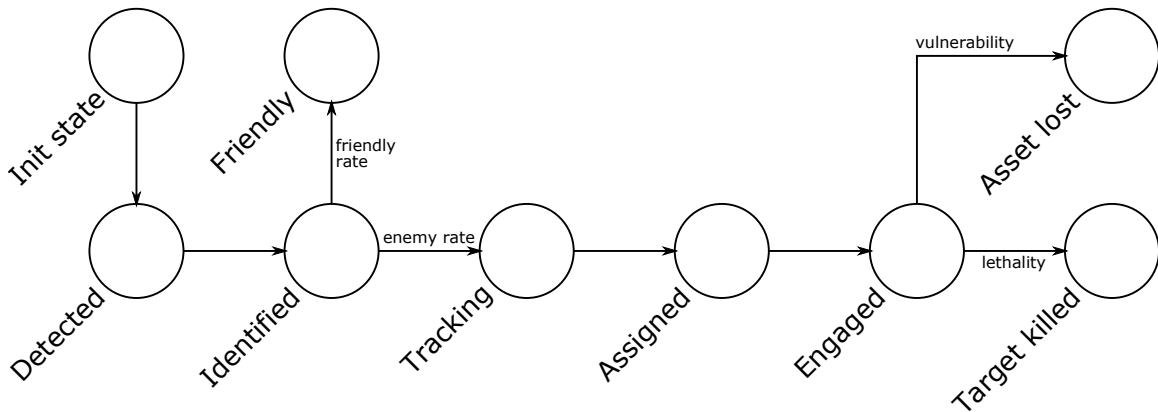 vulnerability
Init state
Friendly
friendly
rate
Asset lost
enemy rate
lethality
Detected
Identified
Tracking
Assigned
Engaged
Target killed